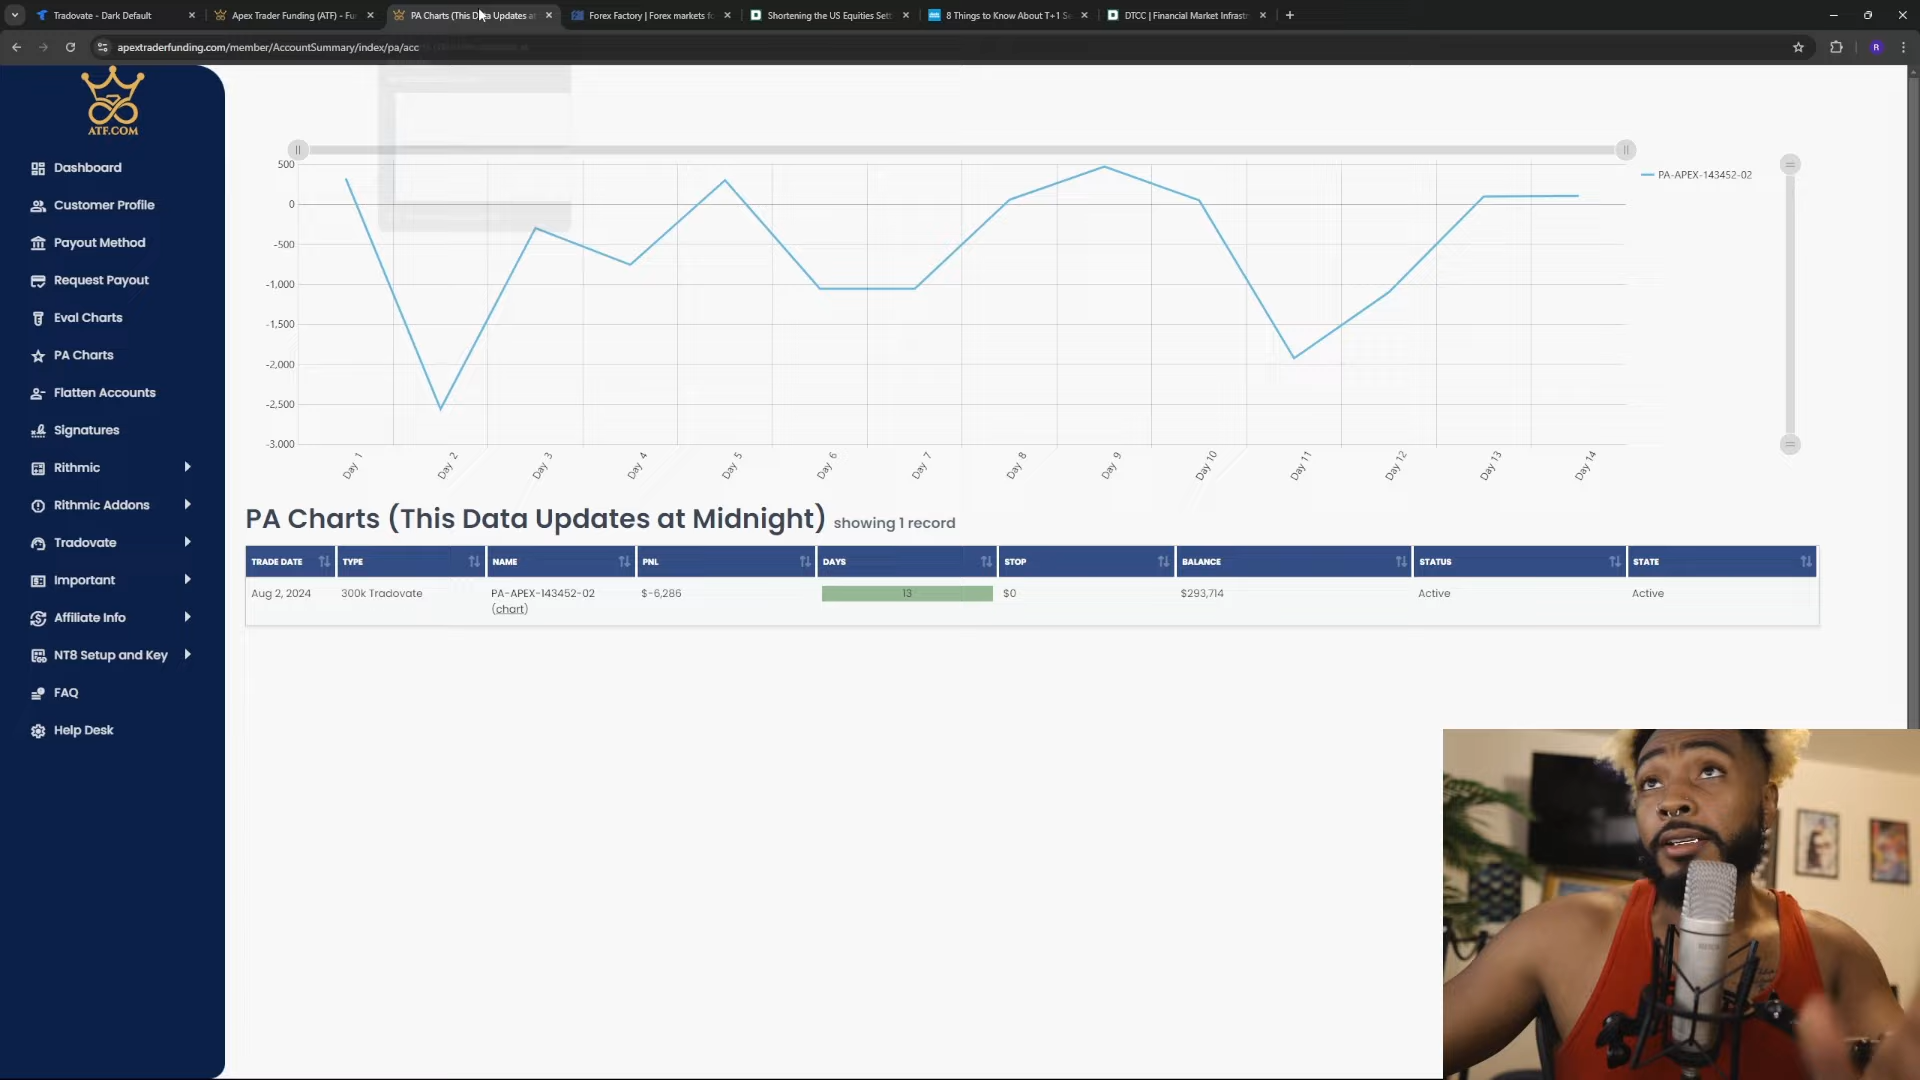 Tradovate - Dark Default
Apex Trader Funding (ATF) - Fu
PA Charts (This Data Updates at
Forex Factory | Forex markets fo
Shortening the US Equities Sett
8 Things to Know About T+1 Se
DTCC | Financial Market Infrastr
apextraderfunding.com/member/AccountSummary/index/pa/acc
R
ATF.COM
Dashboard
Customer Profile
Payout Method
Request Payout
Eval Charts
PA Charts
Flatten Accounts
Signatures
Rithmic
Rithmic Addons
Tradovate
Important
Affiliate Info
NT8 Setup and Key
FAQ
Help Desk
500
0
-500
-1,000
-1,500
-2,000
-2,500
-3,000
Day 1
Day 2
Day 3
Day 4
Day 5
Day 6
Day 7
Day 8
Day 9
Day 10
Day 11
Day 12
Day 13
Day 14
PA-APEX-143452-02
PA Charts (This Data Updates at Midnight) showing 1 record
TRADE DATE TYPE NAME PNL DAYS STOP BALANCE STATUS STATE
Aug 2, 2024 300k Tradovate PA-APEX-143452-02 $-6,286 13 $0 $293,714 Active Active
(chart)